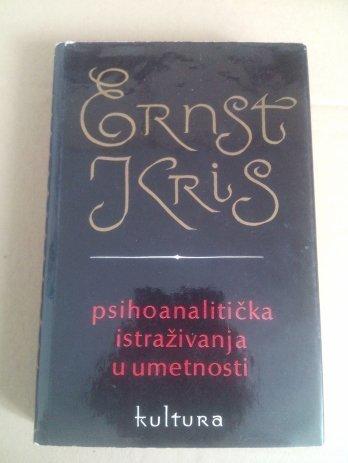 Ernst
Kris
psihoanalitička
istraživanja
u umetnosti
kultura